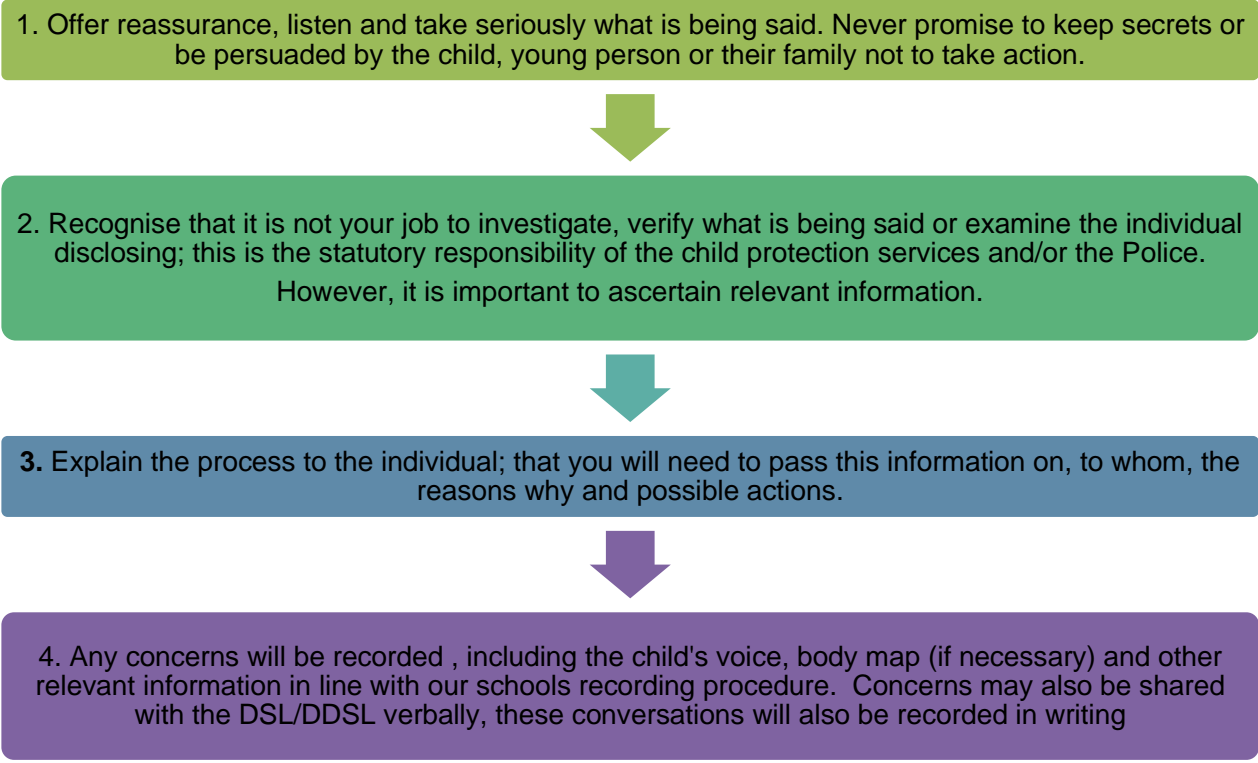 1. Offer reassurance, listen and take seriously what is being said. Never promise to keep secrets or
be persuaded by the child, young person or their family not to take action.
2. Recognise that it is not your job to investigate, verify what is being said or examine the individual
disclosing; this is the statutory responsibility of the child protection services and/or the Police.
However, it is important to ascertain relevant information.
3. Explain the process to the individual; that you will need to pass this information on, to whom, the
reasons why and possible actions.
4. Any concerns will be recorded , including the child's voice, body map (if necessary) and other
relevant information in line with our schools recording procedure.  Concerns may also be shared
with the DSL/DDSL verbally, these conversations will also be recorded in writing